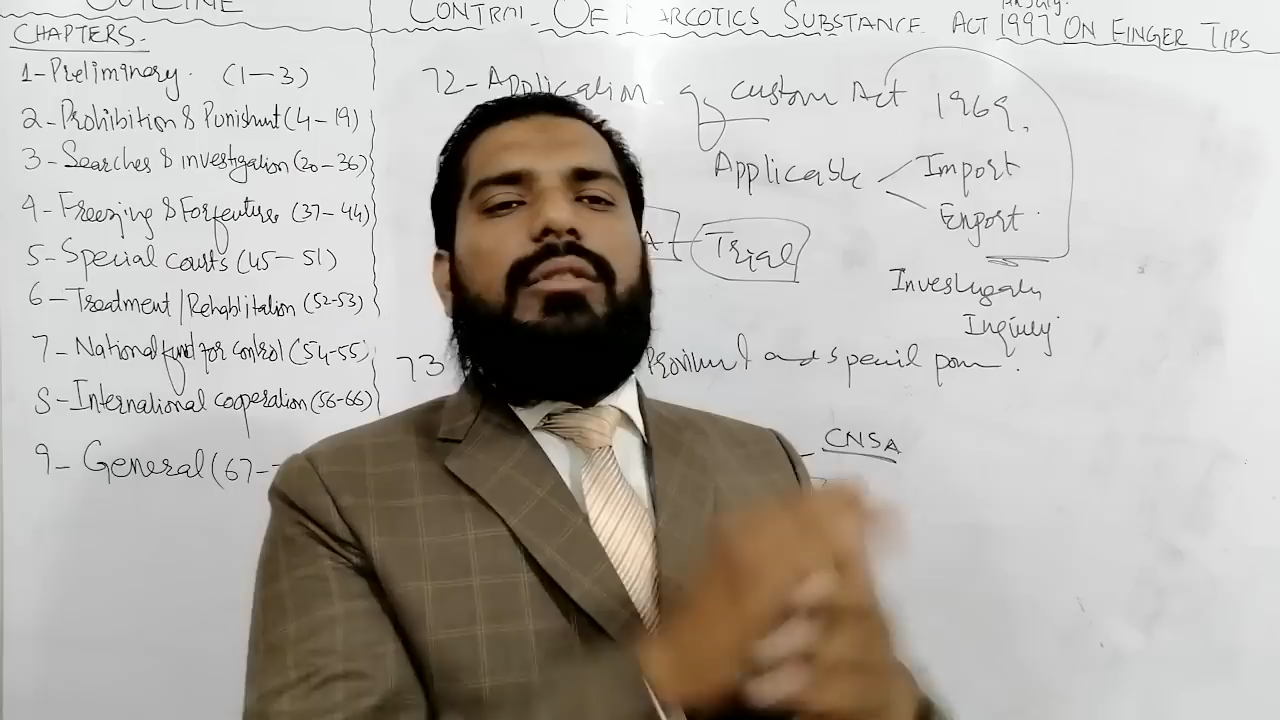 OUTLINE
CONTROL OF NARCOTICS SUBSTANCE ACT 1997 ON FINGER TIPS
CHAPTERS-
1-Preliminary. (1-3)
2-Prohibition & Punishmt (4-19)
3-Searches & investigation (20-36)
4-Freezing & Forfeiture (37-44)
5-Special courts (45-51)
6-Treatment/Rehablitation (52-53)
7-National fund for control (54-55)
8-International cooperation (56-66)
9-General (67-
72-Application of custom Act 1969.
Applicable Import
Export
Trial
Inquiry
73 and special
CNSA